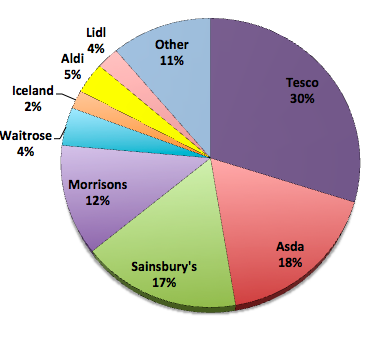 Tesco
30%
Asda
18%
Sainsbury's
17%
Morrisons
12%
Waitrose
4%
Iceland
2%
Aldi
5%
Lidl
4%
Other
11%